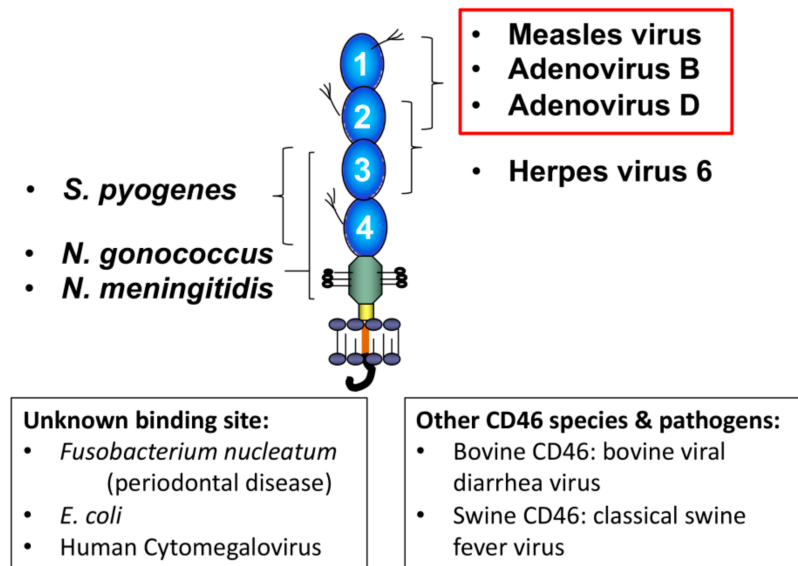 1
2
3
4
• Measles virus
• Adenovirus B
• Adenovirus D
• Herpes virus 6
• S. pyogenes
• N. gonococcus
• N. meningitidis
Unknown binding site:
• Fusobacterium nucleatum
(periodontal disease)
• E. coli
• Human Cytomegalovirus
Other CD46 species & pathogens:
• Bovine CD46: bovine viral
diarrhea virus
• Swine CD46: classical swine
fever virus